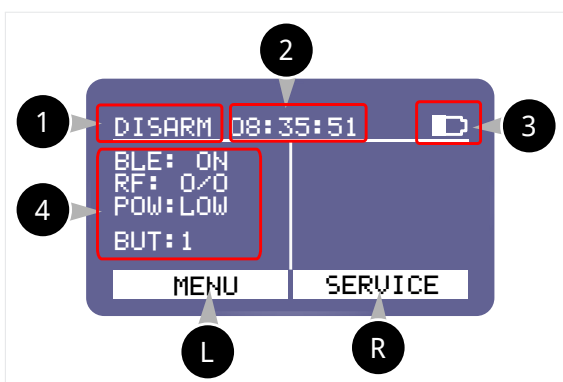 2
1 DISARM 08:35:51 3
BLE: ON
RF: 0/0
4 POW:LOW
BUT:1
MENU SERVICE
L R